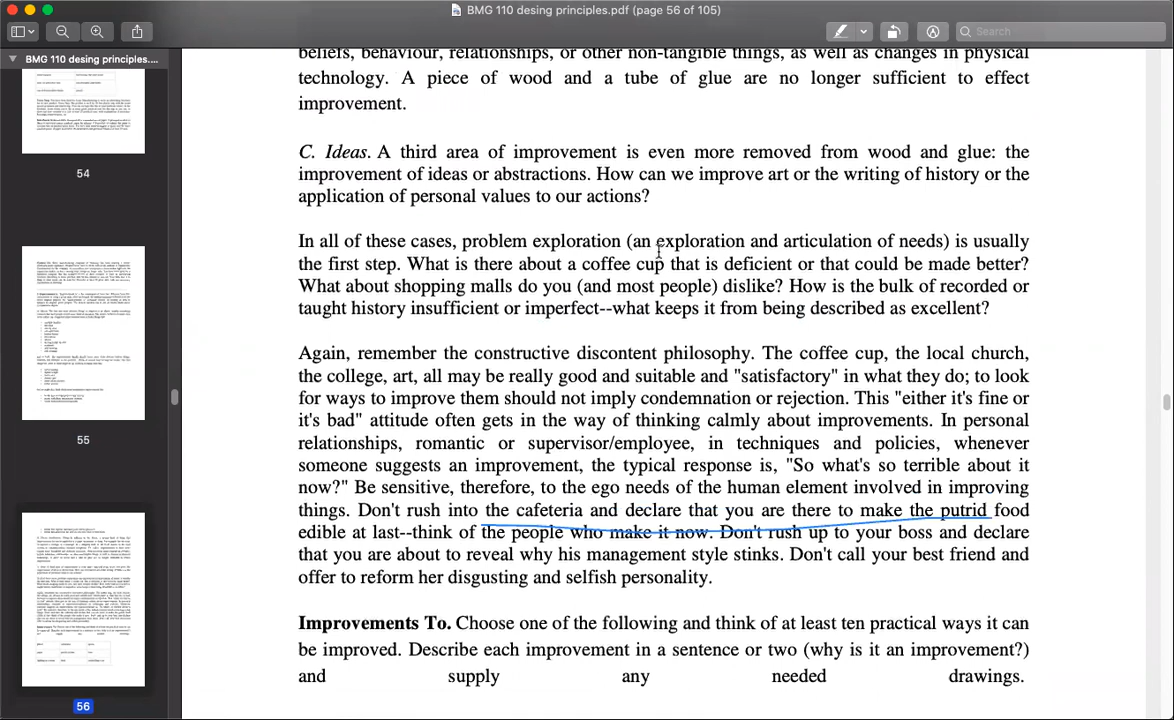 BMG 110 desing principles.pdf (page 56 of 105)
Search
BMG 110 desing principles....
54
55
56
beliefs, behaviour, relationships, or other non-tangible things, as well as changes in physical
technology. A piece of wood and a tube of glue are no longer sufficient to effect
improvement.
C. Ideas. A third area of improvement is even more removed from wood and glue: the
improvement of ideas or abstractions. How can we improve art or the writing of history or the
application of personal values to our actions?
In all of these cases, problem exploration (an exploration and articulation of needs) is usually
the first step. What is there about a coffee cup that is deficient or that could be made better?
What about shopping malls do you (and most people) dislike? How is the bulk of recorded or
taught history insufficient or imperfect--what keeps it from being described as excellent?
Again, remember the constructive discontent philosophy. The coffee cup, the local church,
the college, art, all may be really good and suitable and "satisfactory" in what they do; to look
for ways to improve them should not imply condemnation or rejection. This "either it's fine or
it's bad" attitude often gets in the way of thinking calmly about improvements. In personal
relationships, romantic or supervisor/employee, in techniques and policies, whenever
someone suggests an improvement, the typical response is, "So what's so terrible about it
now?" Be sensitive, therefore, to the ego needs of the human element involved in improving
things. Don't rush into the cafeteria and declare that you are there to make the putrid food
edible at last--think of the people who make it now. Don't rush up to your boss and declare
that you are about to reveal why his management style stinks. Don't call your best friend and
offer to reform her disgusting and selfish personality.
Improvements To. Choose one of the following and think of at least ten practical ways it can
be improved. Describe each improvement in a sentence or two (why is it an improvement?)
and supply any needed drawings.